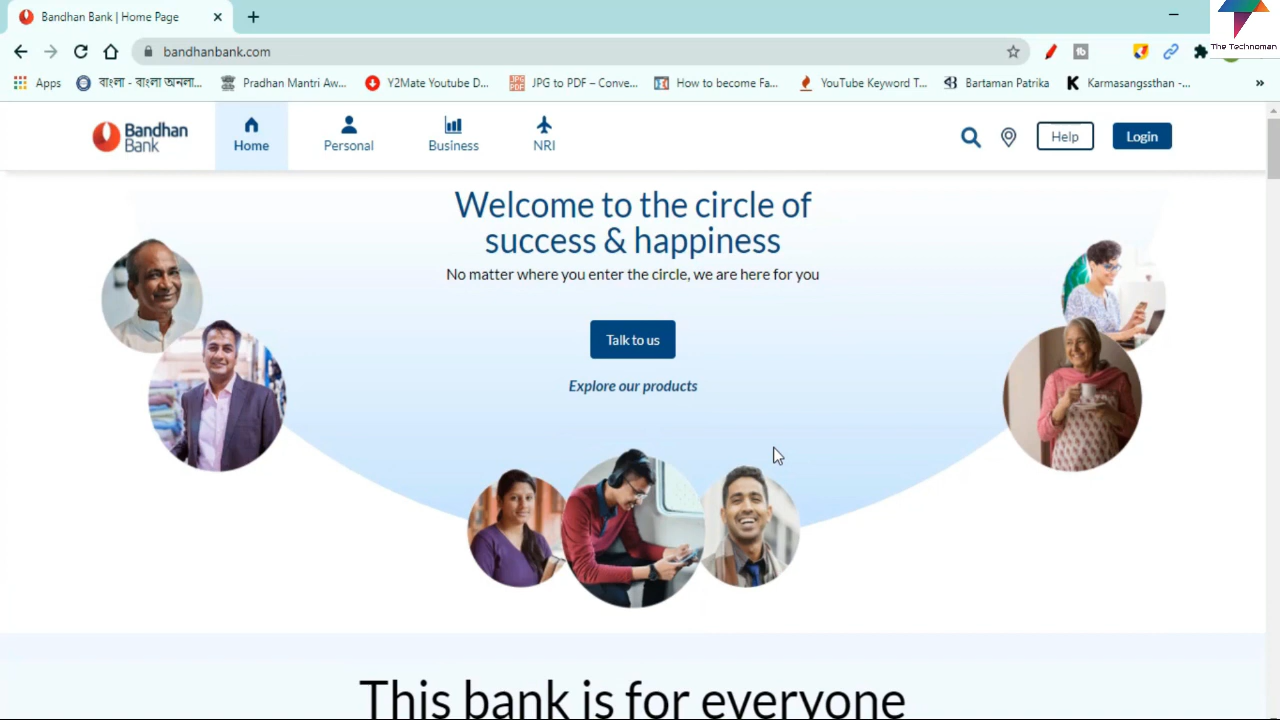 Bandhan Bank | Home Page
The Technoman
bandhanbank.com
Apps
বাংলা - বাংলা অনলা...
Pradhan Mantri Aw...
Y2Mate Youtube D...
JPG to PDF – Conve...
How to become Fa...
YouTube Keyword T...
Bartaman Patrika
Karmasangssthan -...
»
Bandhan
Bank
Home
Personal
Business
NRI
Help
Login
Welcome to the circle of
success & happiness
No matter where you enter the circle, we are here for you
Talk to us
Explore our products
This bank is for everyone